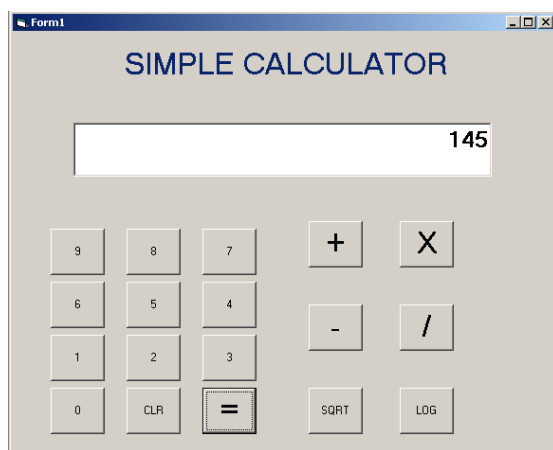 Form1
SIMPLE CALCULATOR
145
9 8 7 + X
6 5 4 - /
1 2 3
0 CLR = SQRT LOG